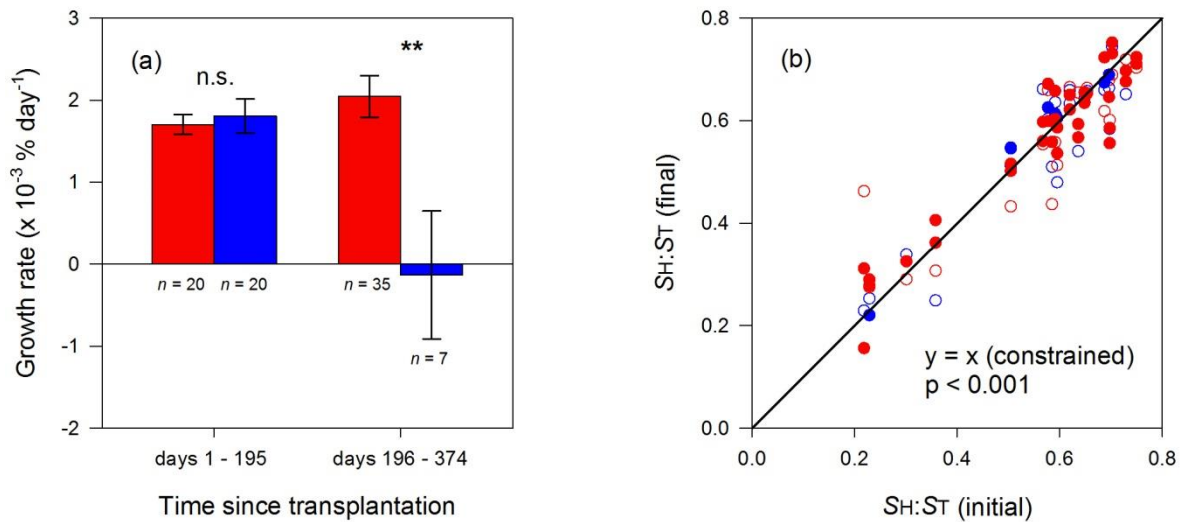 (a)
n.s.
**
Growth rate (x 10⁻³ % day⁻¹)
3
2
1
0
-1
-2
n = 20
n = 20
n = 35
n = 7
days 1 - 195
days 196 - 374
Time since transplantation
(b)
SH:ST (final)
0.8
0.6
0.4
0.2
0.0
y = x (constrained)
p < 0.001
0.0 0.2 0.4 0.6 0.8
SH:ST (initial)